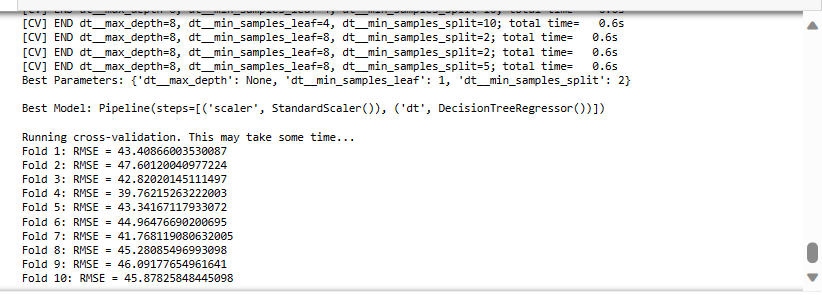 [CV] END dt__max_depth=8, dt__min_samples_leaf=4, dt__min_samples_split=10; total time=   0.6s
[CV] END dt__max_depth=8, dt__min_samples_leaf=8, dt__min_samples_split=2; total time=   0.6s
[CV] END dt__max_depth=8, dt__min_samples_leaf=8, dt__min_samples_split=2; total time=   0.6s
[CV] END dt__max_depth=8, dt__min_samples_leaf=8, dt__min_samples_split=5; total time=   0.6s
Best Parameters: {'dt__max_depth': None, 'dt__min_samples_leaf': 1, 'dt__min_samples_split': 2}
Best Model: Pipeline(steps=[('scaler', StandardScaler()), ('dt', DecisionTreeRegressor())])
Running cross-validation. This may take some time...
Fold 1: RMSE = 43.40866003530087
Fold 2: RMSE = 47.60120040977224
Fold 3: RMSE = 42.82020145111497
Fold 4: RMSE = 39.76215263222003
Fold 5: RMSE = 43.34167117933072
Fold 6: RMSE = 44.96476690200695
Fold 7: RMSE = 41.768119080632005
Fold 8: RMSE = 45.28085496993098
Fold 9: RMSE = 46.09177654961641
Fold 10: RMSE = 45.87825848445098